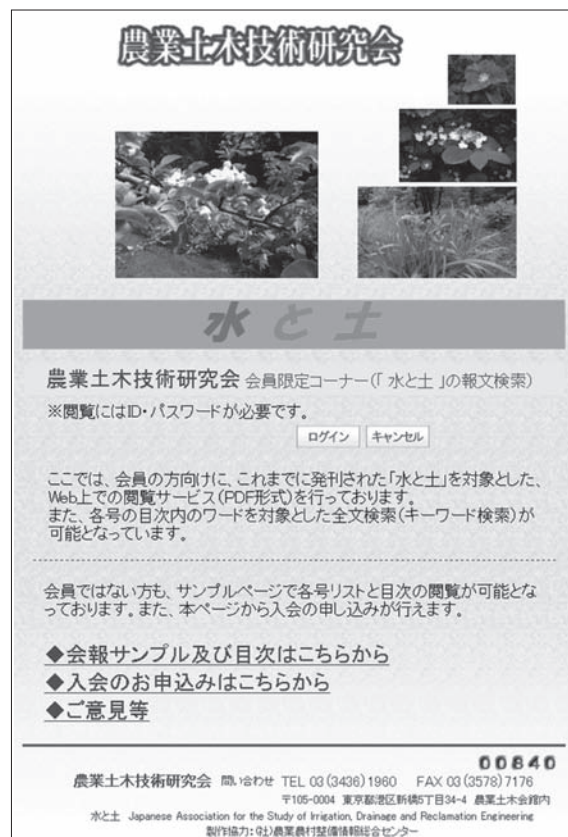 農業土木技術研究会
水と土
農業土木技術研究会 会員限定コーナー(「 水と土 」の報文検索)
※閲覧にはID・パスワードが必要です。
ログイン キャンセル
ここでは、会員の方向けに、これまでに発刊された「水と土」を対象とした、
Web上での閲覧サービス(PDF形式)を行っております。
また、各号の目次内のワードを対象とした全文検索(キーワード検索)が
可能となっています。
会員ではない方も、サンプルページで各号リストと目次の閲覧が可能とな
っております。また、本ページから入会の申し込みが行えます。
◆会報サンプル及び目次はこちらから
◆入会のお申込みはこちらから
◆ご意見等
00840
農業土木技術研究会 問い合わせ TEL 03(3436)1960 FAX 03(3578)7176
〒105-0004 東京都港区新橋5丁目34-4 農業土木会館内
水と土 Japanese Association for the Study of Irrigation, Drainage and Reclamation Engineering
製作協力:(社)農業農村整備情報総合センター